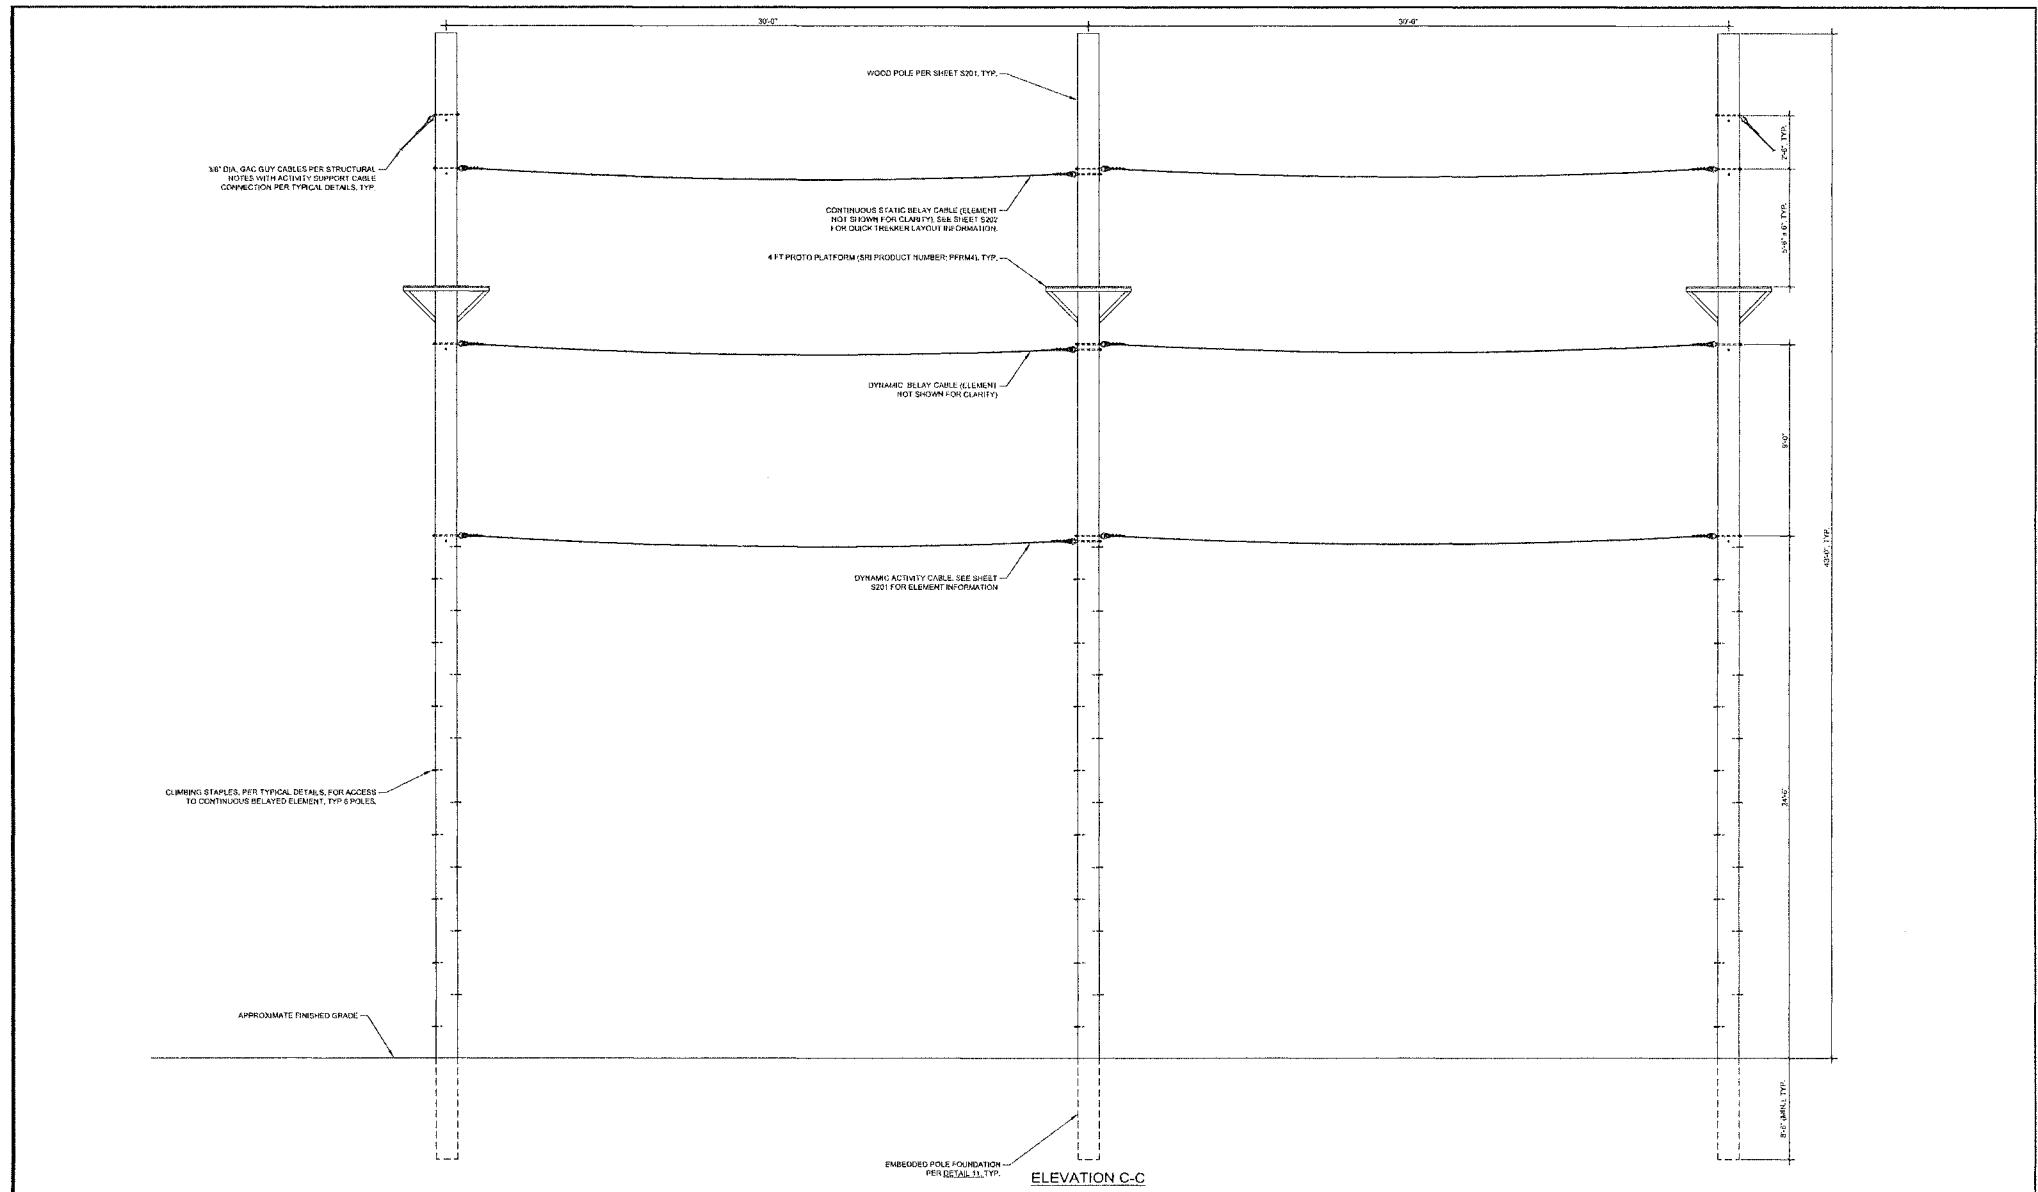 30'-0"
30'-0"
WOOD POLE PER SHEET S201, TYP.
3/8" DIA. GAC GUY CABLES PER STRUCTURAL
NOTES WITH ACTIVITY SUPPORT CABLE
CONNECTION PER TYPICAL DETAILS, TYP.
2'-6", TYP.
CONTINUOUS STATIC BELAY CABLE (ELEMENT
NOT SHOWN FOR CLARITY), SEE SHEET S202
FOR QUICK TREKKER LAYOUT INFORMATION.
5'-6" ± 6", TYP.
4 FT PROTO PLATFORM (SRI PRODUCT NUMBER: PFRM4), TYP.
DYNAMIC BELAY CABLE (ELEMENT
NOT SHOWN FOR CLARITY)
9'-0"
43'-0", TYP.
DYNAMIC ACTIVITY CABLE, SEE SHEET
S201 FOR ELEMENT INFORMATION
CLIMBING STAPLES, PER TYPICAL DETAILS, FOR ACCESS
TO CONTINUOUS BELAYED ELEMENT, TYP 6 POLES.
24'-6"
APPROXIMATE FINISHED GRADE
(MIN.), TYP.
EMBEDDED POLE FOUNDATION
PER DETAIL 11, TYP.
ELEVATION C-C